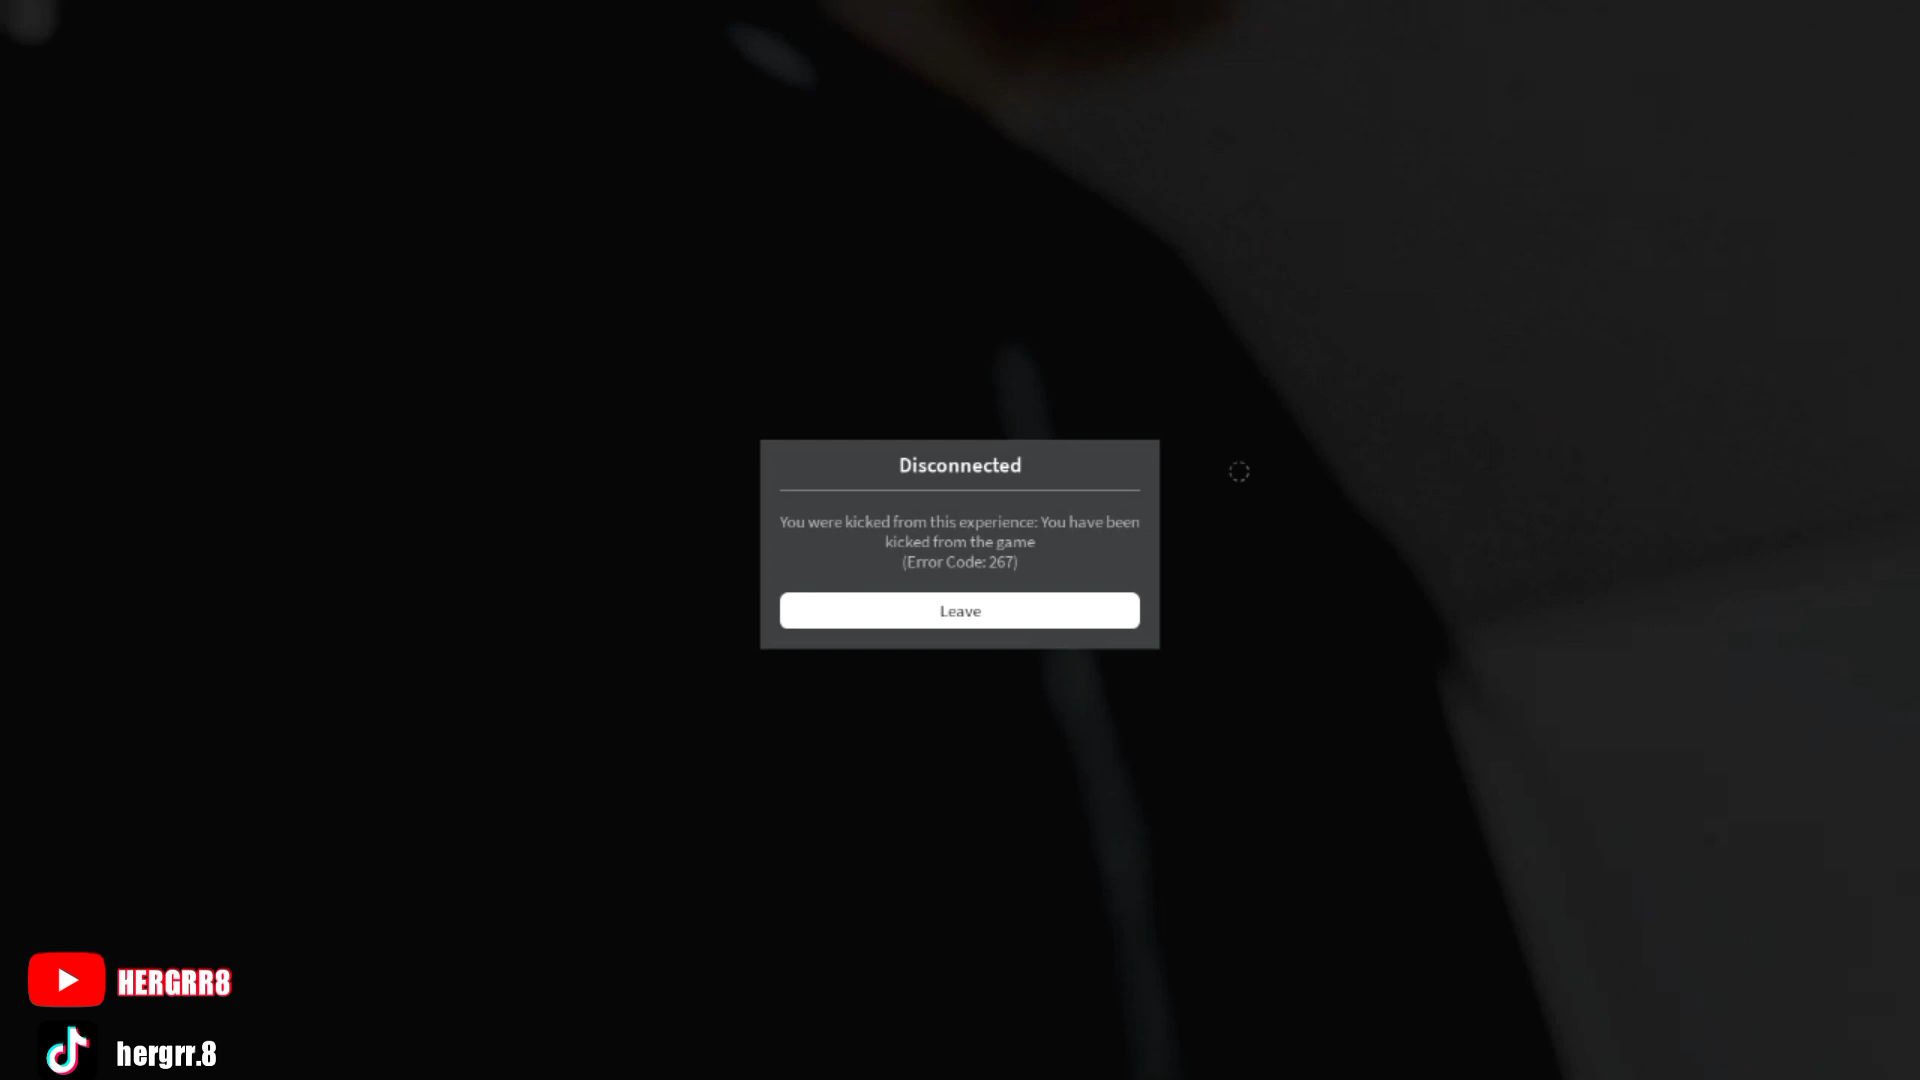 Disconnected
You were kicked from this experience: You have been
kicked from the game
(Error Code: 267)
Leave
HERGRR8
hergrr.8